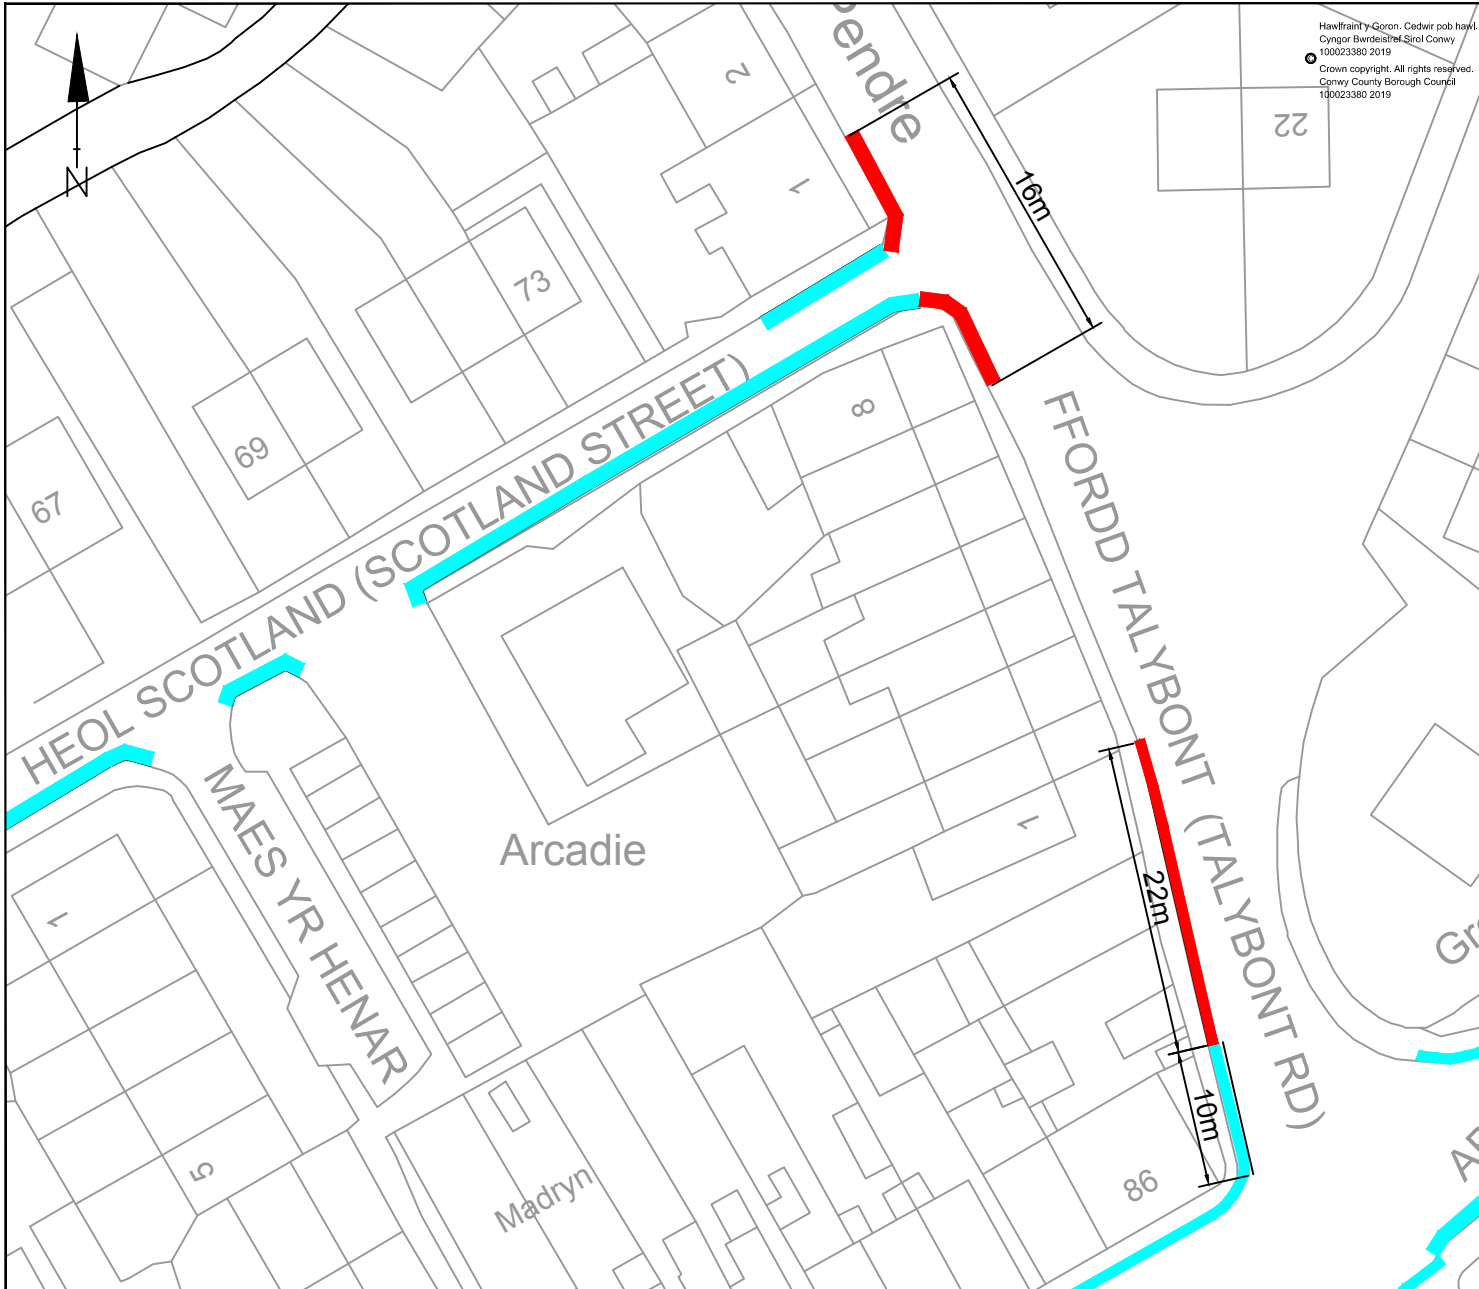 Hawlfraint y Goron. Cedwir pob hawl.
Cyngor Bwrdeistref Sirol Conwy
100023380 2019
©
Crown copyright. All rights reserved.
Conwy County Borough Council
100023380 2019
N
2
1
22
16m
73
69
67
8
HEOL SCOTLAND (SCOTLAND STREET)
FFORDD TALYBONT (TALYBONT RD)
MAES YR HENAR
Arcadie
1
1
22m
10m
5
Madryn
86